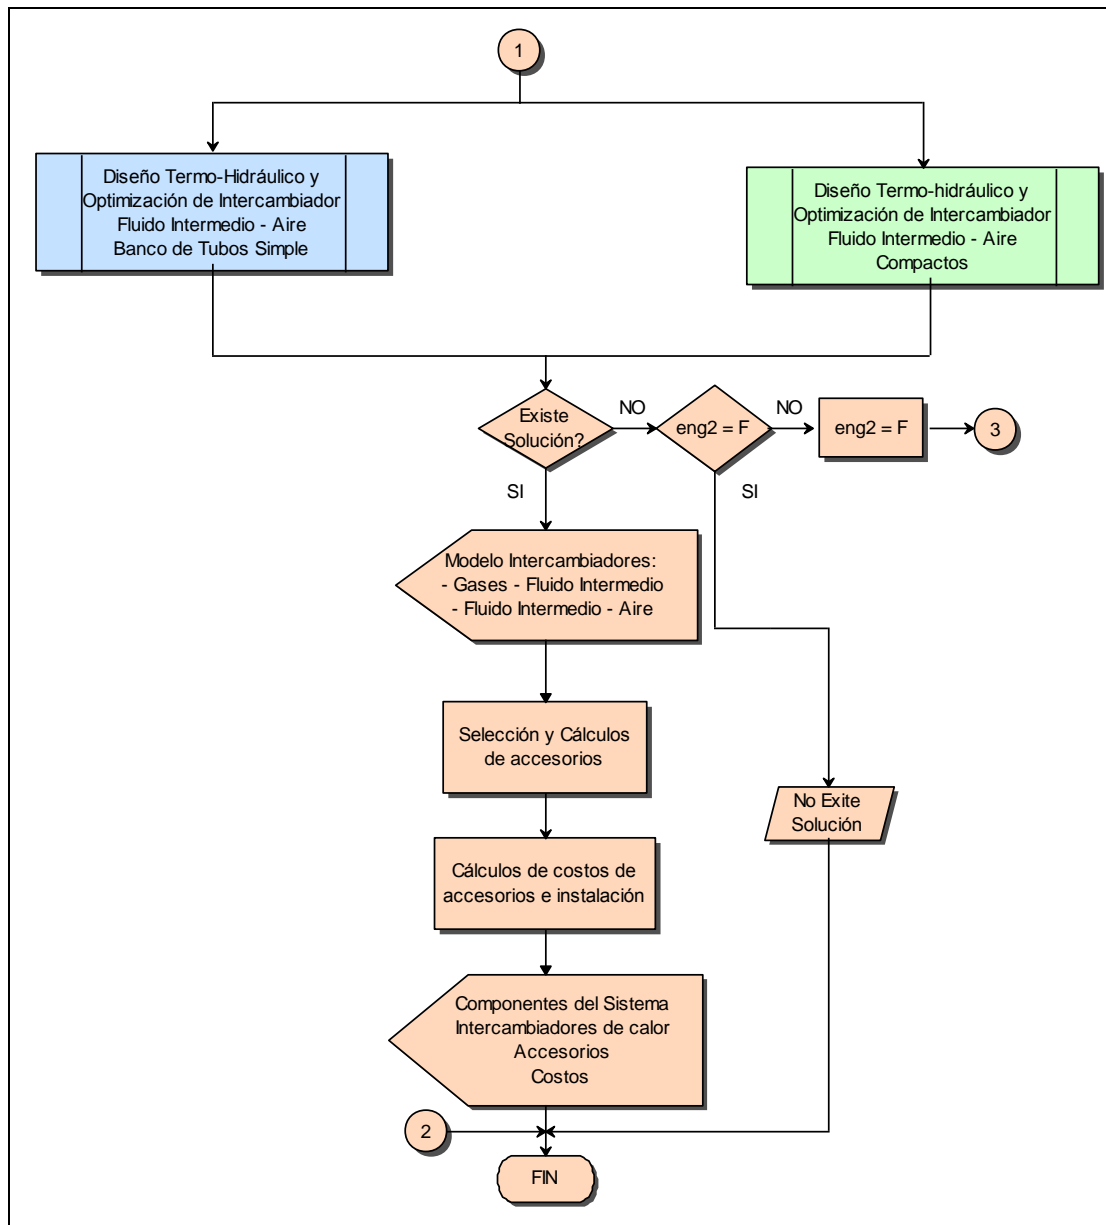 1
Diseño Termo-Hidráulico y
Optimización de Intercambiador
Fluido Intermedio - Aire
Banco de Tubos Simple
Diseño Termo-hidráulico y
Optimización de Intercambiador
Fluido Intermedio - Aire
Compactos
Existe
Solución?
NO
eng2 = F
NO
eng2 = F
3
SI
SI
Modelo Intercambiadores:
- Gases - Fluido Intermedio
- Fluido Intermedio - Aire
Selección y Cálculos
de accesorios
No Exite
Solución
Cálculos de costos de
accesorios e instalación
Componentes del Sistema
Intercambiadores de calor
Accesorios
Costos
2
FIN